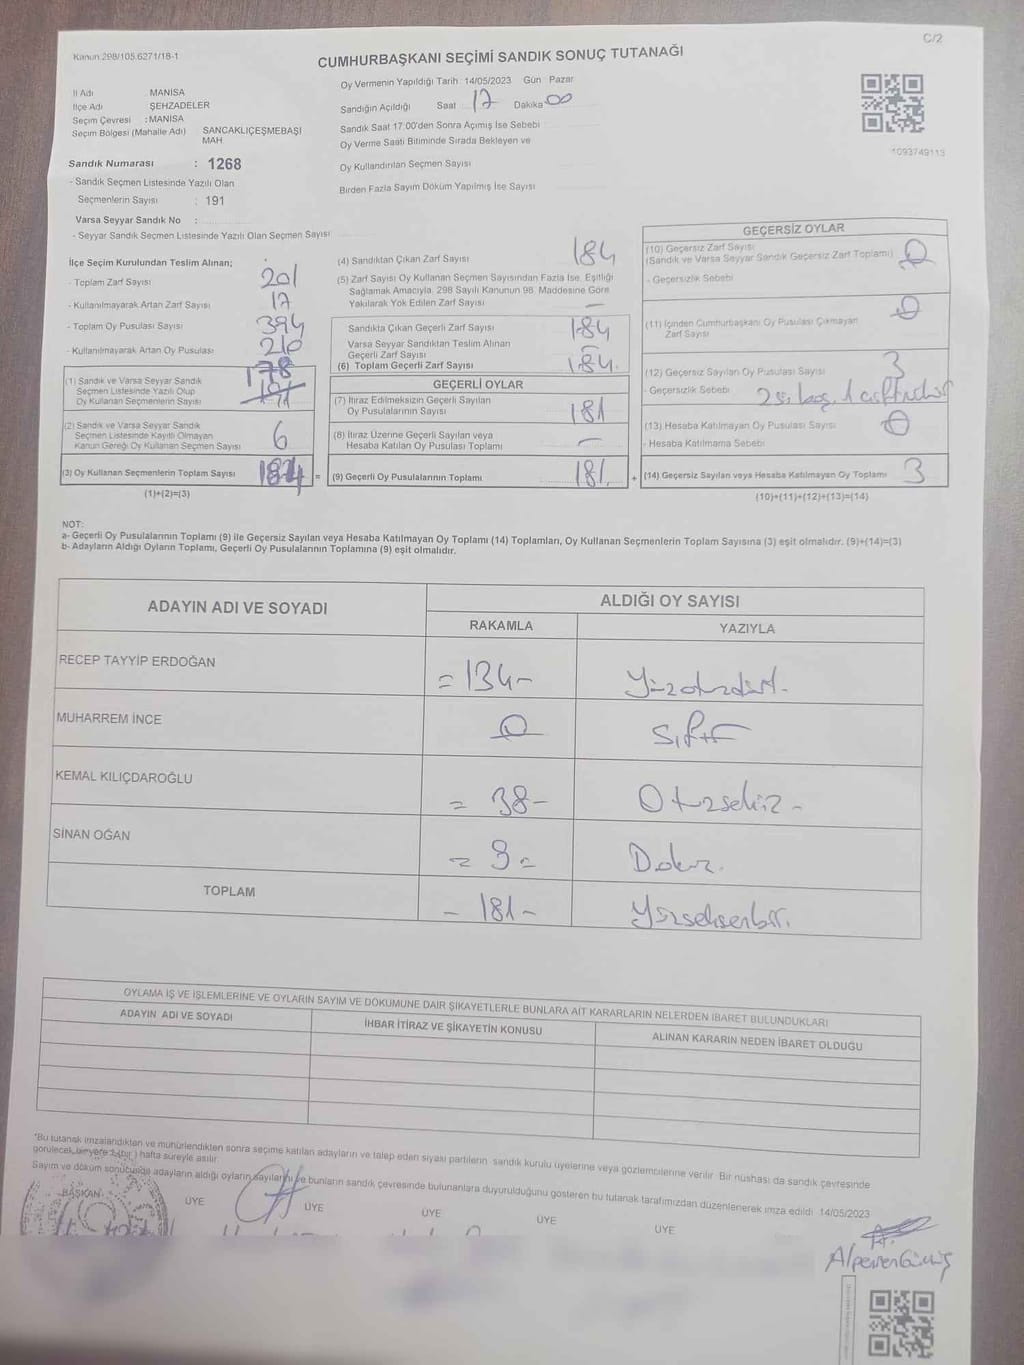 C/2
Kanun:298/105.6271/18-1
CUMHURBAŞKANI SEÇİMİ SANDIK SONUÇ TUTANAĞI
İl Adı : MANİSA
İlçe Adı : ŞEHZADELER
Seçim Çevresi : MANİSA
Seçim Bölgesi (Mahalle Adı) SANCAKLIÇEŞMEBAŞI MAH
Sandık Numarası : 1268
- Sandık Seçmen Listesinde Yazılı Olan
Seçmenlerin Sayısı : 191
Varsa Seyyar Sandık No :
- Seyyar Sandık Seçmen Listesinde Yazılı Olan Seçmen Sayısı
Oy Vermenin Yapıldığı Tarih 14/05/2023 Gün Pazar
Sandığın Açıldığı Saat 17 Dakika 00
Sandık Saat 17:00'den Sonra Açımış İse Sebebi
Oy Verme Saati Bitiminde Sırada Bekleyen ve
Oy Kullandırılan Seçmen Sayısı
Birden Fazla Sayım Döküm Yapılmış İse Sayısı
1093749113
İlçe Seçim Kurulundan Teslim Alınan;
- Toplam Zarf Sayısı 201
- Kullanılmayarak Artan Zarf Sayısı 17
- Toplam Oy Pusulası Sayısı 394
- Kullanılmayarak Artan Oy Pusulası 210
178
(1) Sandık ve Varsa Seyyar Sandık
Seçmen Listesinde Yazılı Olup
Oy Kullanan Seçmenlerin Sayısı
(2) Sandık ve Varsa Seyyar Sandık
Seçmen Listesinde Kayıtlı Olmayan
Kanun Gereği Oy Kullanan Seçmen Sayısı 6
(3) Oy Kullanan Seçmenlerin Toplam Sayısı 184 =
(1)+(2)=(3)
(4) Sandıktan Çıkan Zarf Sayısı 184
(5) Zarf Sayısı Oy Kullanan Seçmen Sayısından Fazla İse, Eşitliği
Sağlamak Amacıyla, 298 Sayılı Kanunun 98. Maddesine Göre
Yakılarak Yok Edilen Zarf Sayısı –
Sandıkta Çıkan Geçerli Zarf Sayısı 184
Varsa Seyyar Sandıktan Teslim Alınan
Geçerli Zarf Sayısı –
(6) Toplam Geçerli Zarf Sayısı 184.
GEÇERLİ OYLAR
(7) İtiraz Edilmeksizin Geçerli Sayılan
Oy Pusulalarının Sayısı 181
(8) İtiraz Üzerine Geçerli Sayılan veya
Hesaba Katılan Oy Pusulası Toplamı –
(9) Geçerli Oy Pusulalarının Toplamı 181. +
GEÇERSİZ OYLAR
(10) Geçersiz Zarf Sayısı
(Sandık ve Varsa Seyyar Sandık Geçersiz Zarf Toplamı) 0
- Geçersizlik Sebebi
(11) İçinden Cumhurbaşkanı Oy Pusulası Çıkmayan
Zarf Sayısı 0
(12) Geçersiz Sayılan Oy Pusulası Sayısı 3
- Geçersizlik Sebebi 2si boş, 1
(13) Hesaba Katılmayan Oy Pusulası Sayısı 0
- Hesaba Katılmama Sebebi
(14) Geçersiz Sayılan veya Hesaba Katılmayan Oy Toplamı 3
(10)+(11)+(12)+(13)=(14)
NOT:
a- Geçerli Oy Pusulalarının Toplamı (9) ile Geçersiz Sayılan veya Hesaba Katılmayan Oy Toplamı (14) Toplamları, Oy Kullanan Seçmenlerin Toplam Sayısına (3) eşit olmalıdır. (9)+(14)=(3)
b- Adayların Aldığı Oyların Toplamı, Geçerli Oy Pusulalarının Toplamına (9) eşit olmalıdır.
ADAYIN ADI VE SOYADI
ALDIĞI OY SAYISI
RAKAMLA YAZIYLA
RECEP TAYYİP ERDOĞAN =134- Yüzotuzdört.
MUHARREM İNCE 0 Sıfır
KEMAL KILIÇDAROĞLU = 38- Otuzsekiz -
SİNAN OĞAN = 9= Dokuz.
TOPLAM - 181- Yüzseksenbir.
OYLAMA İŞ VE İŞLEMLERİNE VE OYLARIN SAYIM VE DÖKÜMÜNE DAİR ŞİKAYETLERLE BUNLARA AİT KARARLARIN NELERDEN İBARET BULUNDUKLARI
ADAYIN ADI VE SOYADI İHBAR İTİRAZ VE ŞİKAYETİN KONUSU ALINAN KARARIN NEDEN İBARET OLDUĞU
*Bu tutanak imzalandıktan ve mühürlendikten sonra seçime katılan adayların ve talep eden siyasi partilerin sandık kurulu üyelerine veya gözlemcilerine verilir. Bir nüshası da sandık çevresinde
görülecek bir yere 1 (bir) hafta süreyle asılır.
Sayım ve döküm sonucunda adayların aldığı oyların sayılarını ve bunların sandık çevresinde bulunanlara duyurulduğunu gösteren bu tutanak tarafımızdan düzenlenerek imza edildi. 14/05/2023
BAŞKAN ÜYE ÜYE ÜYE ÜYE ÜYE
Alperen Gümüş